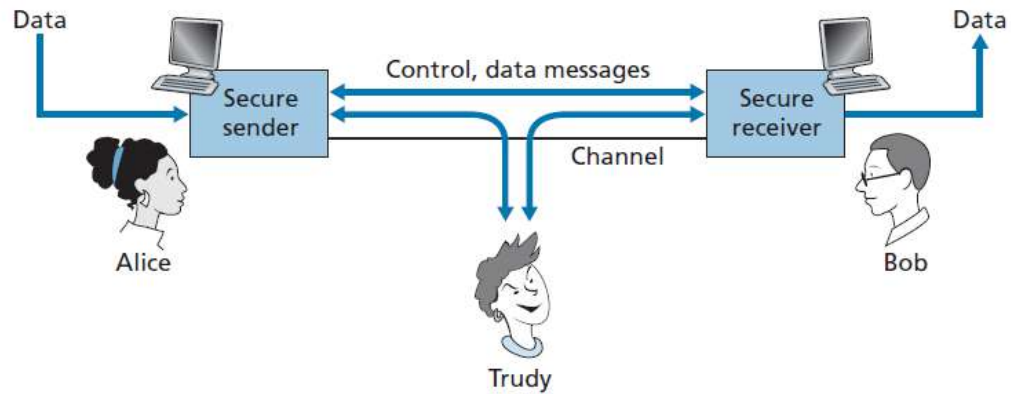 Data
Data
Control, data messages
Secure
sender
Secure
receiver
Channel
Alice
Bob
Trudy